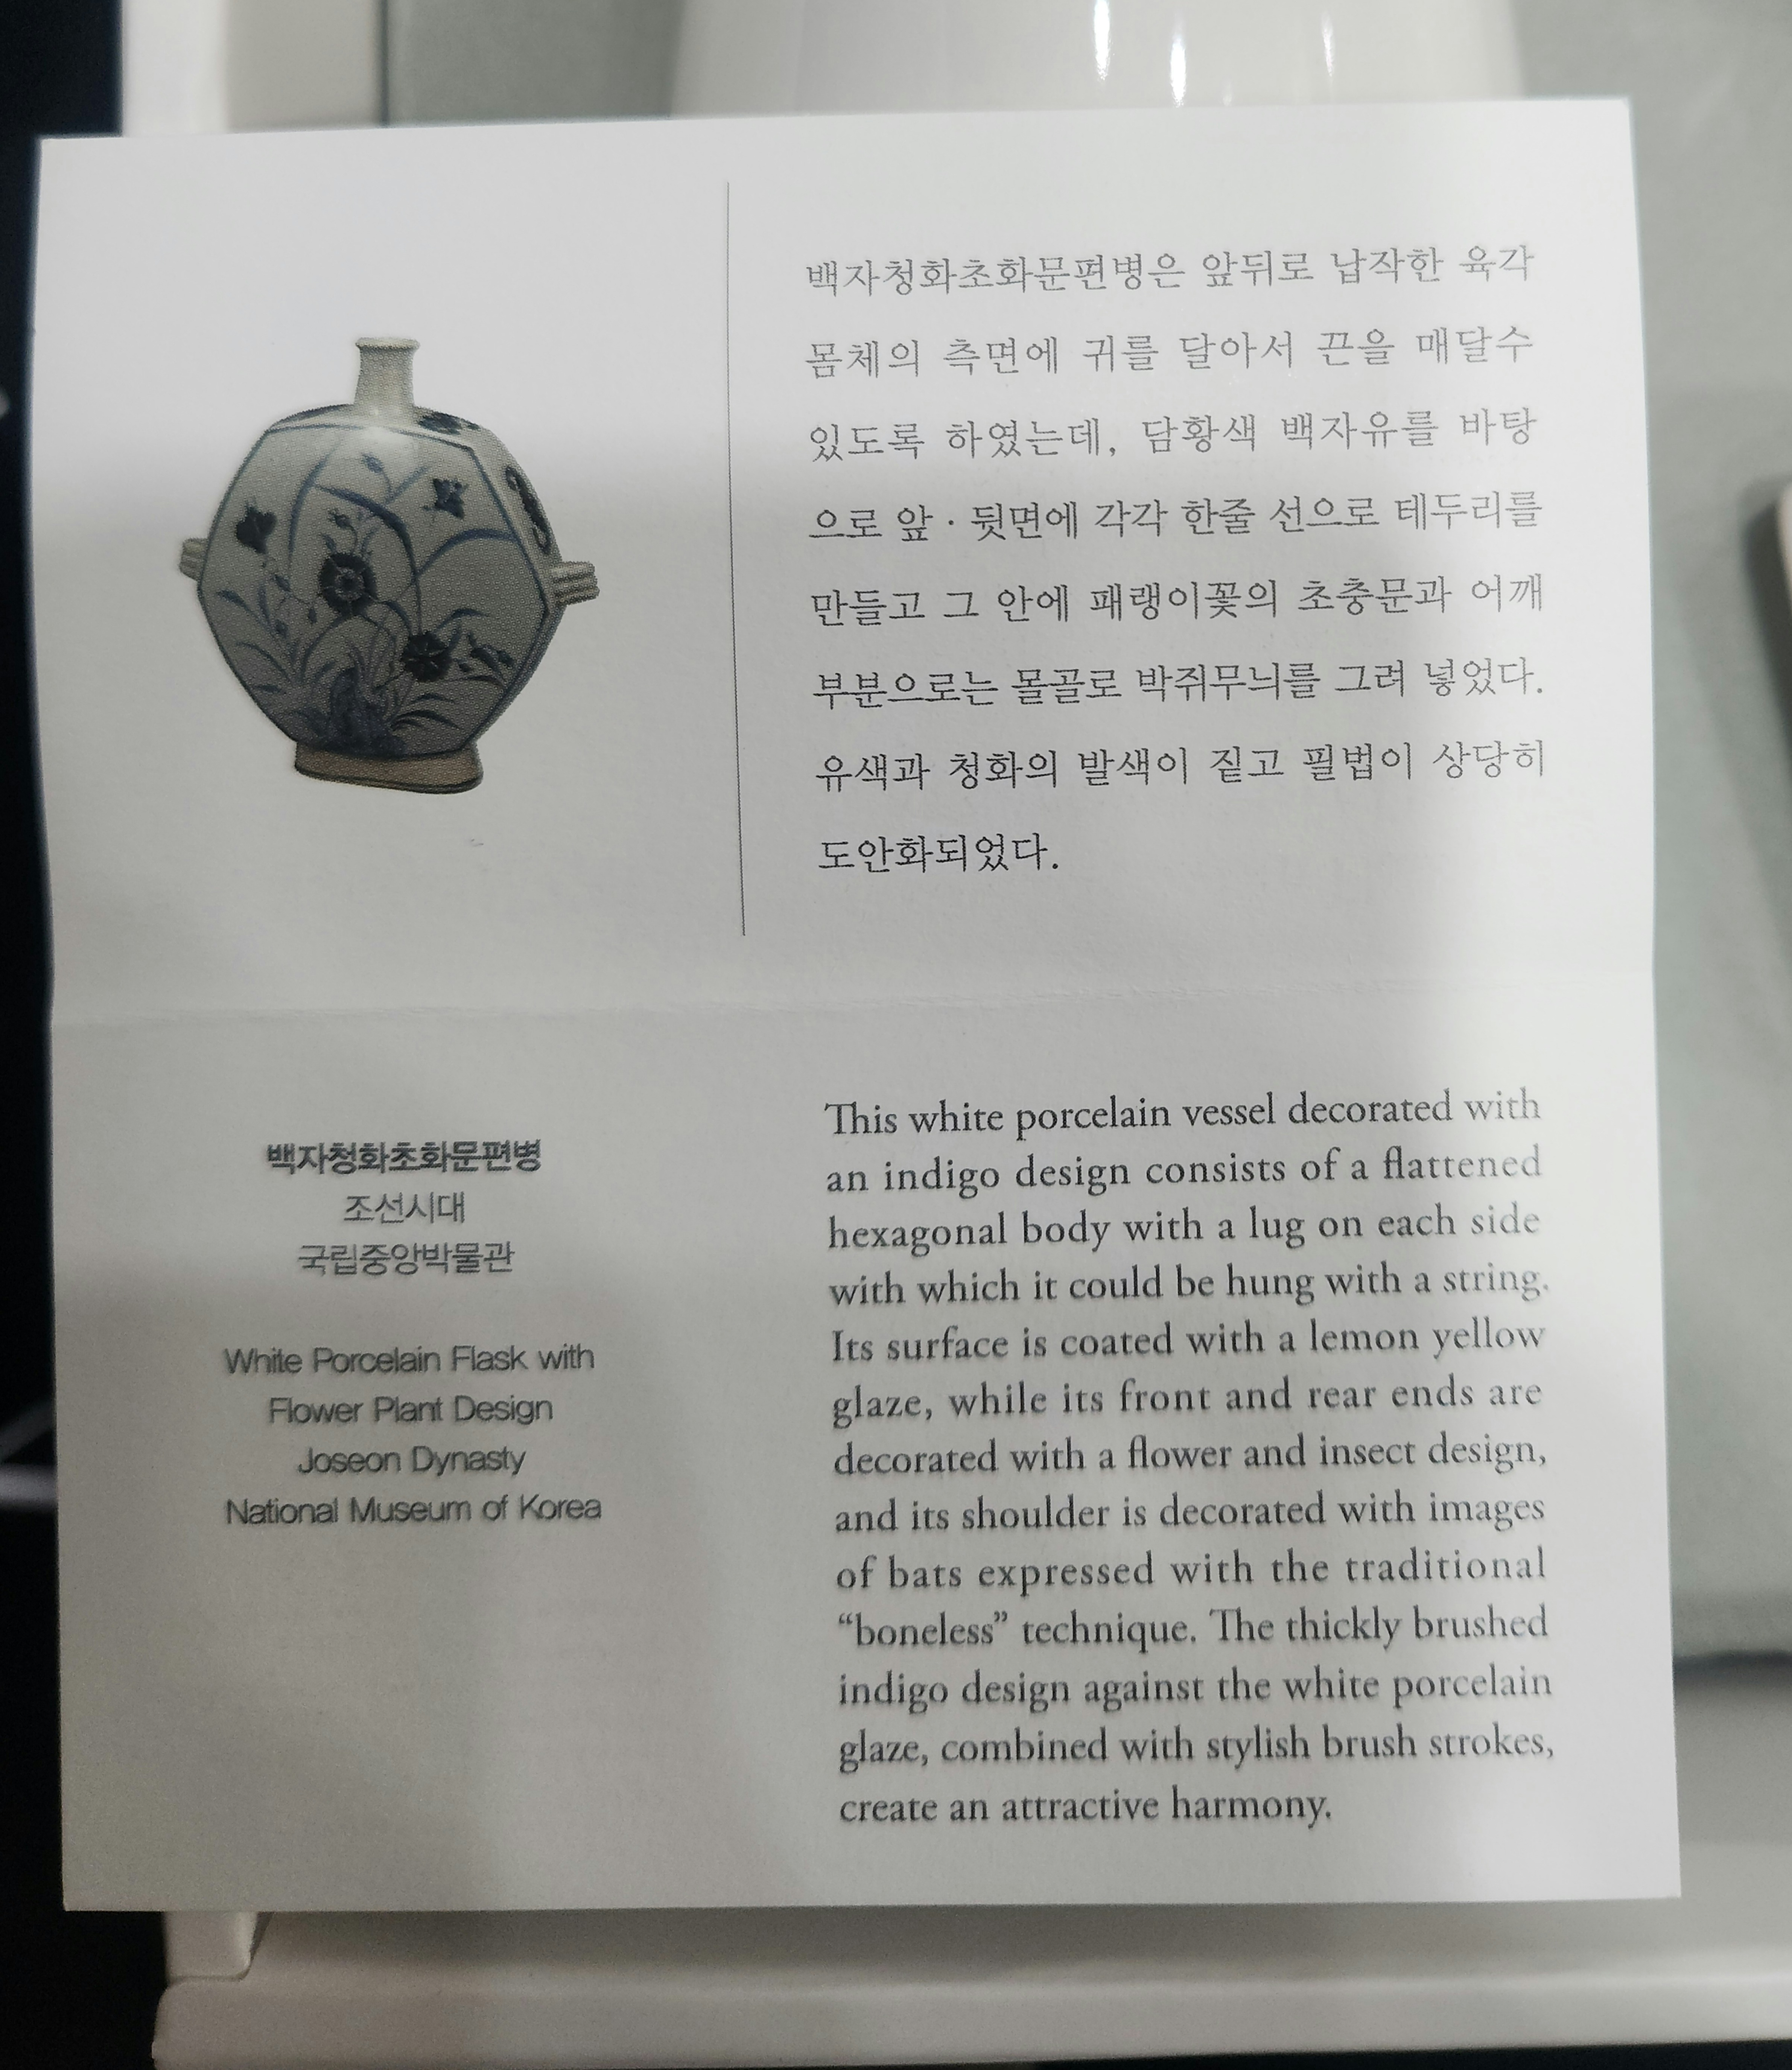 백자청화초화문편병은 앞뒤로 납작한 육각
몸체의 측면에 귀를 달아서 끈을 매달수
있도록 하였는데, 담황색 백자유를 바탕
으로 앞 · 뒷면에 각각 한줄 선으로 테두리를
만들고 그 안에 패랭이꽃의 초충문과 어깨
부분으로는 몰골로 박쥐무늬를 그려 넣었다.
유색과 청화의 발색이 짙고 필법이 상당히
도안화되었다.
백자청화초화문편병
조선시대
국립중앙박물관
White Porcelain Flask with
Flower Plant Design
Joseon Dynasty
National Museum of Korea
This white porcelain vessel decorated with
an indigo design consists of a flattened
hexagonal body with a lug on each side
with which it could be hung with a string.
Its surface is coated with a lemon yellow
glaze, while its front and rear ends are
decorated with a flower and insect design,
and its shoulder is decorated with images
of bats expressed with the traditional
“boneless” technique. The thickly brushed
indigo design against the white porcelain
glaze, combined with stylish brush strokes,
create an attractive harmony.